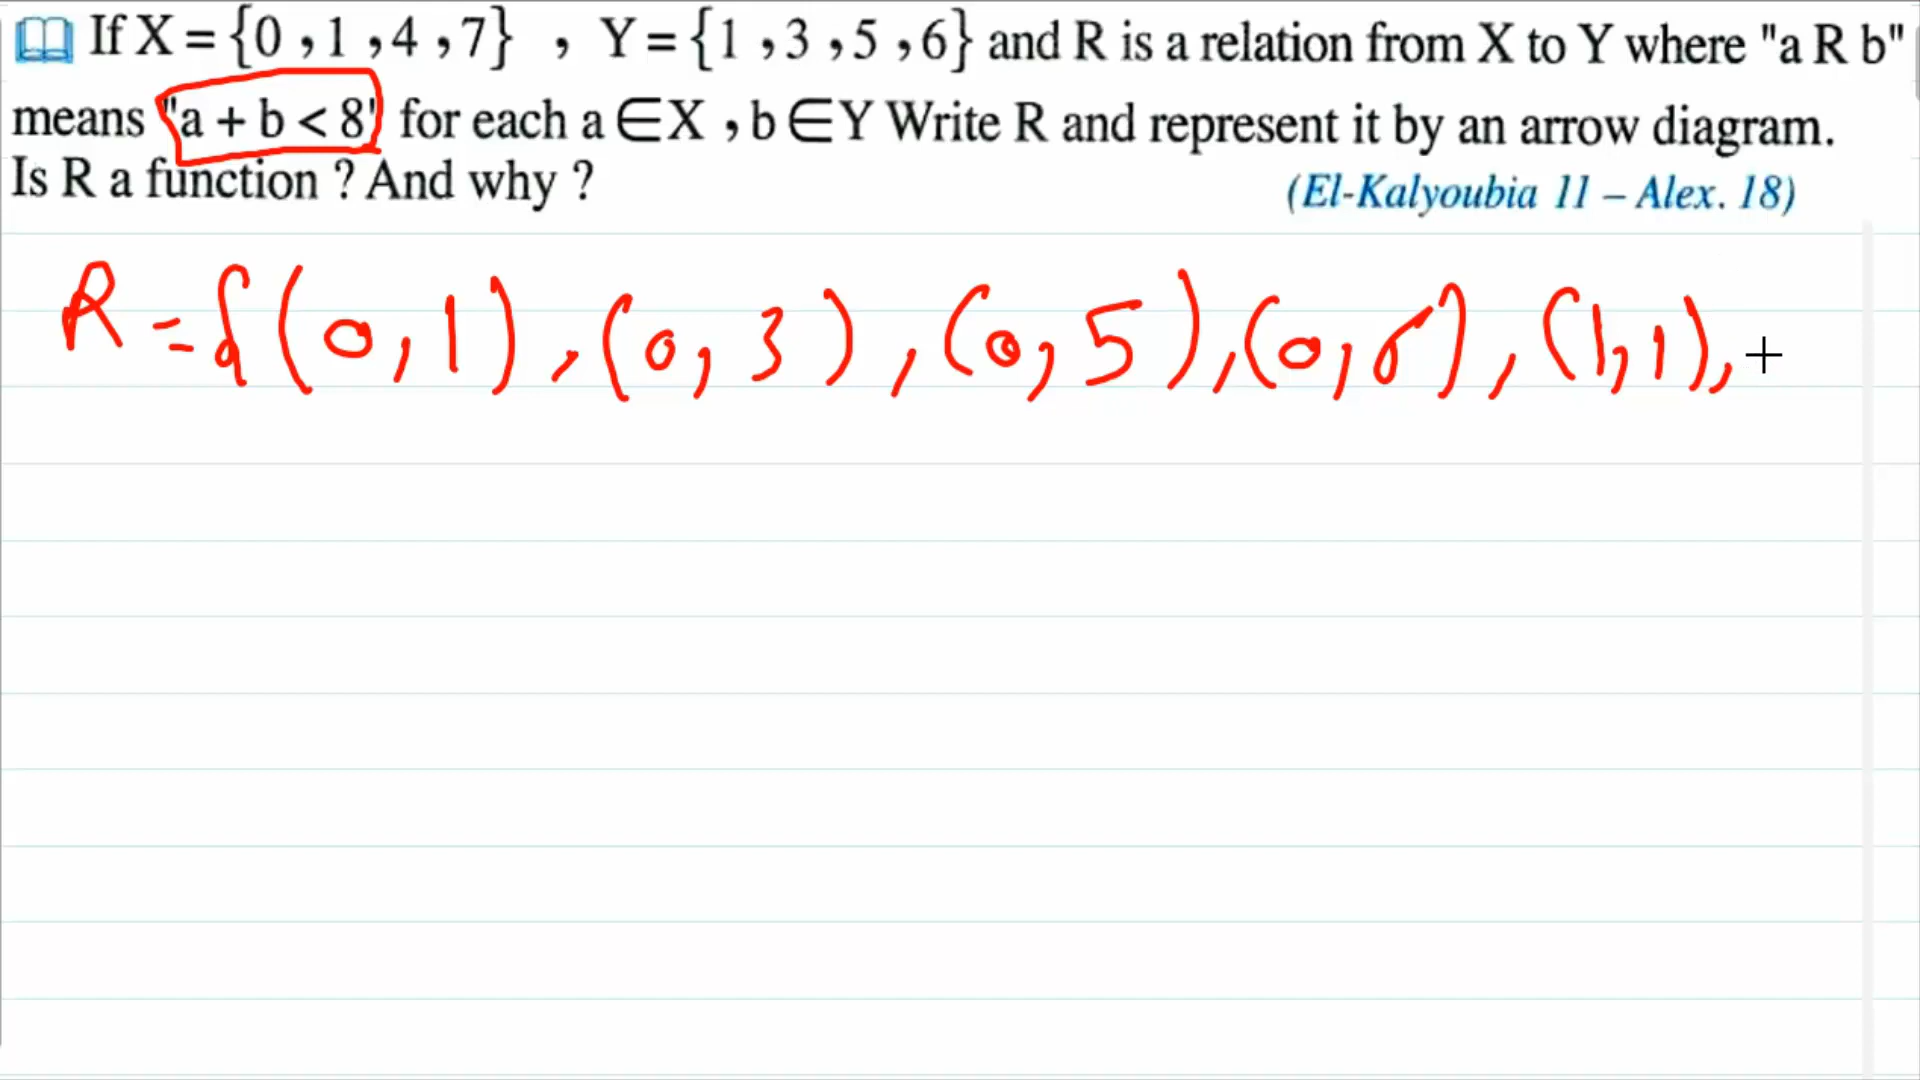 If X = {0 , 1 , 4 , 7} , Y = {1 , 3 , 5 , 6} and R is a relation from X to Y where "a R b"
means "a + b < 8" for each a ∈ X , b ∈ Y Write R and represent it by an arrow diagram.
Is R a function ? And why ?
(El-Kalyoubia 11 – Alex. 18)
R = {(0,1), (0,3), (0,5), (0,6), (1,1),